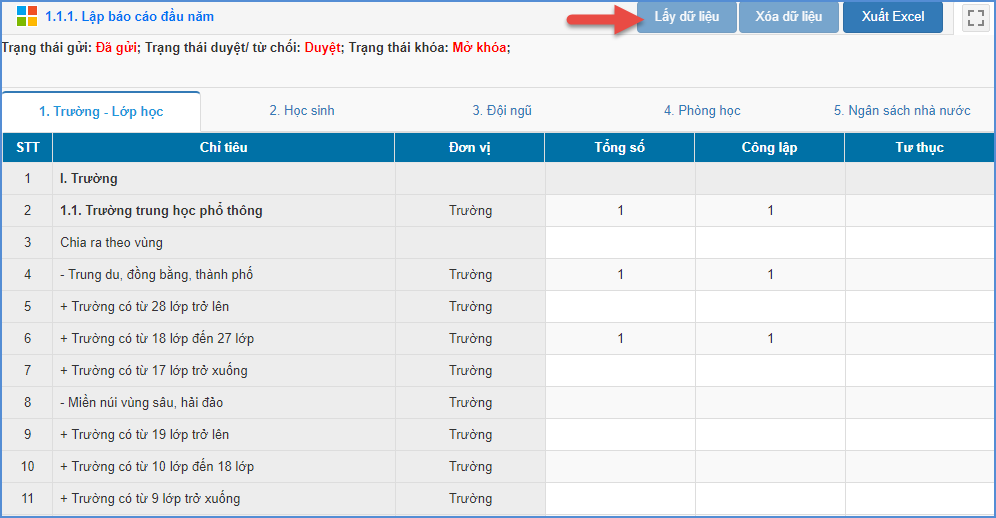 1.1.1. Lập báo cáo đầu năm Lấy dữ liệu Xóa dữ liệu Xuất Excel
Trạng thái gửi: Đã gửi; Trạng thái duyệt/ từ chối: Duyệt; Trạng thái khóa: Mở khóa;
1. Trường - Lớp học 2. Học sinh 3. Đội ngũ 4. Phòng học 5. Ngân sách nhà nước
STT Chỉ tiêu Đơn vị Tổng số Công lập Tư thục
1 I. Trường
2 1.1. Trường trung học phổ thông Trường 1 1
3 Chia ra theo vùng
4 - Trung du, đồng bằng, thành phố Trường 1 1
5 + Trường có từ 28 lớp trở lên Trường
6 + Trường có từ 18 lớp đến 27 lớp Trường 1 1
7 + Trường có từ 17 lớp trở xuống Trường
8 - Miền núi vùng sâu, hải đảo Trường
9 + Trường có từ 19 lớp trở lên Trường
10 + Trường có từ 10 lớp đến 18 lớp Trường
11 + Trường có từ 9 lớp trở xuống Trường